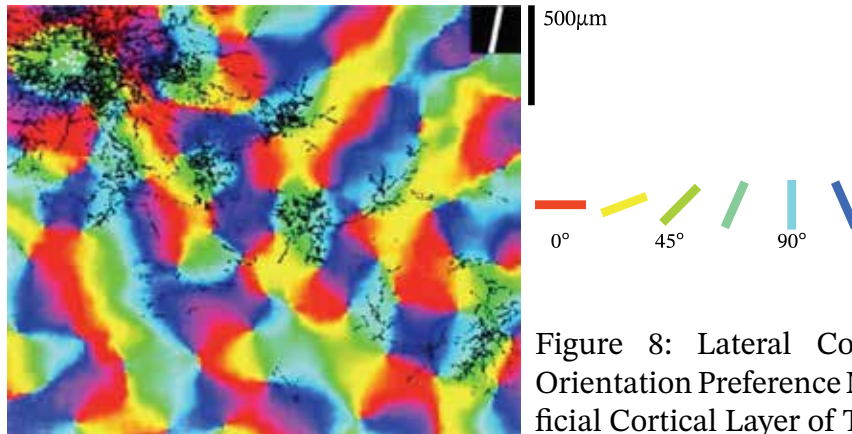 500μm
0° 45° 90°
Figure 8: Lateral Co
Orientation Preference
ficial Cortical Layer of T